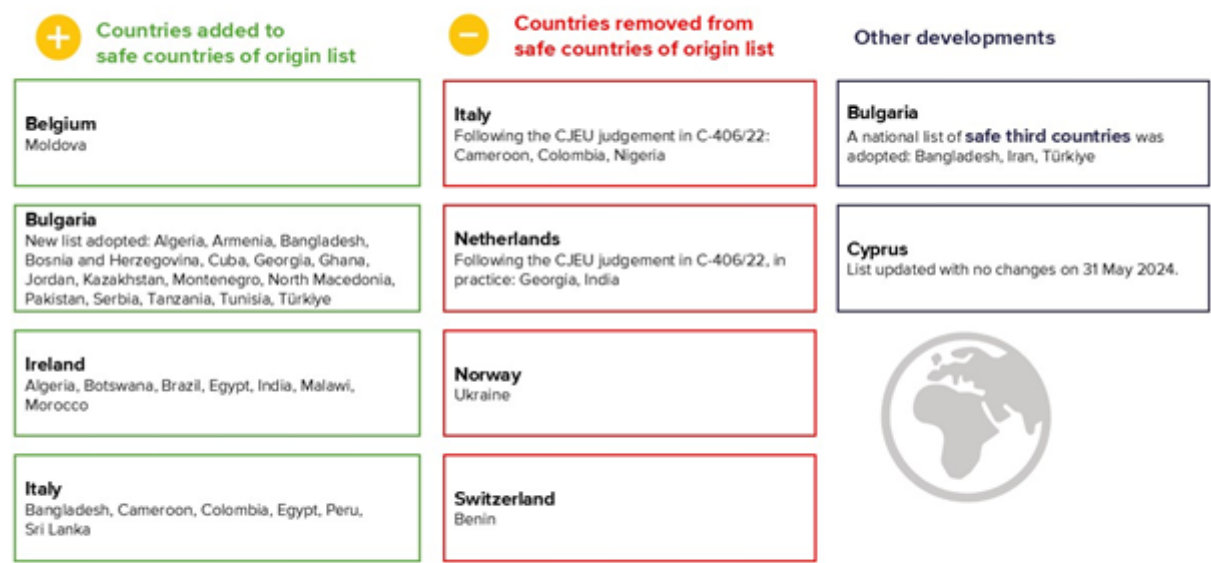 Countries added to
safe countries of origin list
Belgium
Moldova
Bulgaria
New list adopted: Algeria, Armenia, Bangladesh,
Bosnia and Herzegovina, Cuba, Georgia, Ghana,
Jordan, Kazakhstan, Montenegro, North Macedonia,
Pakistan, Serbia, Tanzania, Tunisia, Türkiye
Ireland
Algeria, Botswana, Brazil, Egypt, India, Malawi,
Morocco
Italy
Bangladesh, Cameroon, Colombia, Egypt, Peru,
Sri Lanka
Countries removed from
safe countries of origin list
Italy
Following the CJEU judgement in C-406/22:
Cameroon, Colombia, Nigeria
Netherlands
Following the CJEU judgement in C-406/22, in
practice: Georgia, India
Norway
Ukraine
Switzerland
Benin
Other developments
Bulgaria
A national list of safe third countries was
adopted: Bangladesh, Iran, Türkiye
Cyprus
List updated with no changes on 31 May 2024.